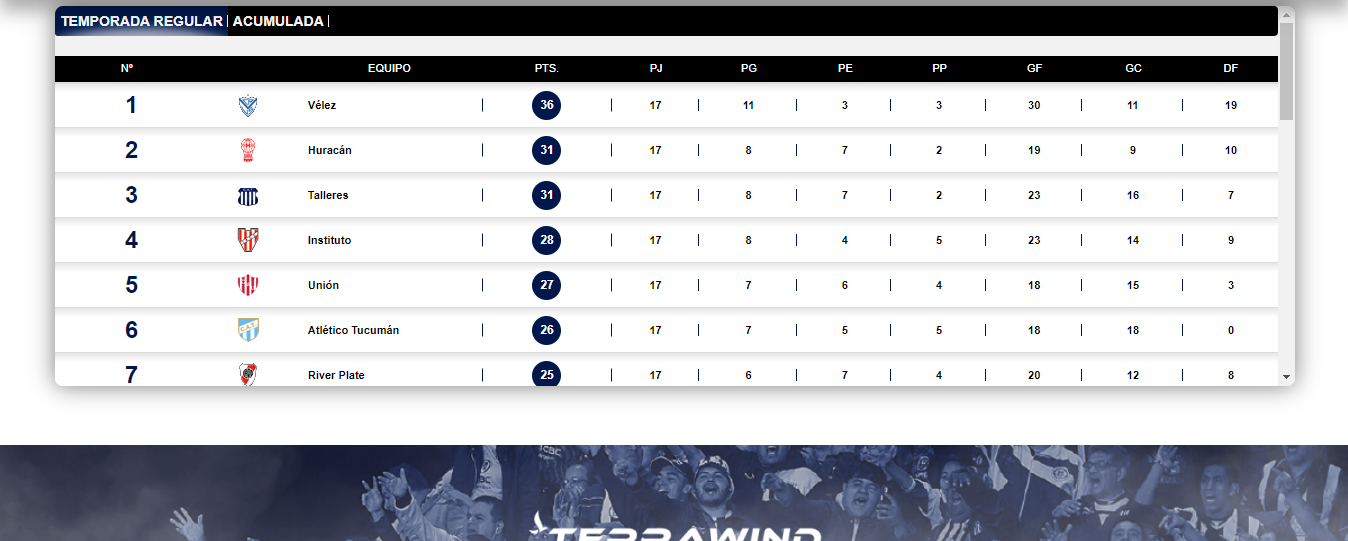 TEMPORADA REGULAR | ACUMULADA |
Nº EQUIPO PTS. PJ PG PE PP GF GC DF
1 Vélez | 36 | 17 | 11 | 3 | 3 | 30 | 11 | 19
2 Huracán | 31 | 17 | 8 | 7 | 2 | 19 | 9 | 10
3 Talleres | 31 | 17 | 8 | 7 | 2 | 23 | 16 | 7
4 Instituto | 28 | 17 | 8 | 4 | 5 | 23 | 14 | 9
5 Unión | 27 | 17 | 7 | 6 | 4 | 18 | 15 | 3
6 Atlético Tucumán | 26 | 17 | 7 | 5 | 5 | 18 | 18 | 0
7 River Plate | 25 | 17 | 6 | 7 | 4 | 20 | 12 | 8
TERRAWIND